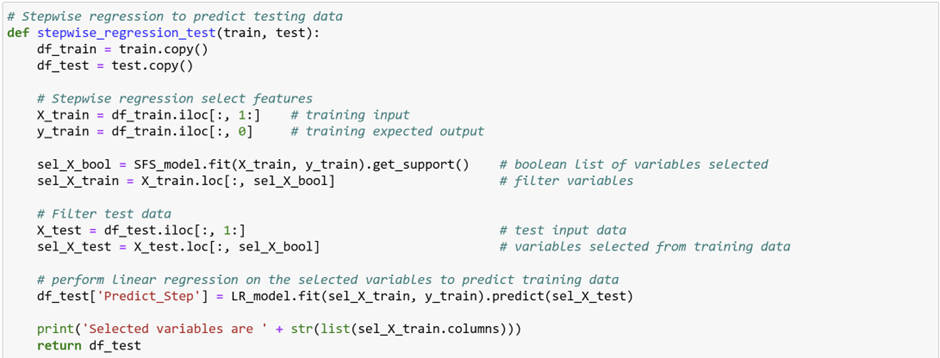 # Stepwise regression to predict testing data
def stepwise_regression_test(train, test):
    df_train = train.copy()
    df_test = test.copy()

    # Stepwise regression select features
    X_train = df_train.iloc[:, 1:]    # training input
    y_train = df_train.iloc[:, 0]     # training expected output

    sel_X_bool = SFS_model.fit(X_train, y_train).get_support()    # boolean list of variables selected
    sel_X_train = X_train.loc[:, sel_X_bool]                      # filter variables

    # Filter test data
    X_test = df_test.iloc[:, 1:]                                  # test input data
    sel_X_test = X_test.loc[:, sel_X_bool]                        # variables selected from training data

    # perform linear regression on the selected variables to predict training data
    df_test['Predict_Step'] = LR_model.fit(sel_X_train, y_train).predict(sel_X_test)

    print('Selected variables are ' + str(list(sel_X_train.columns)))
    return df_test